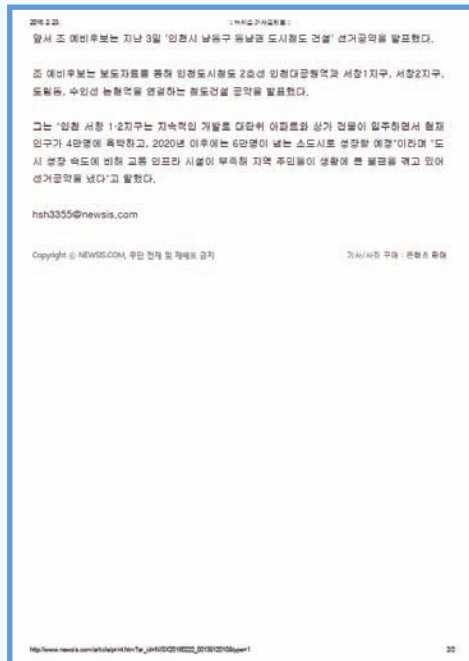 2016. 2. 23.
:: 뉴시스 기사프린트 ::
앞서 조 예비후보는 지난 3일 '인천시 남동구 동남권 도시철도 건설' 선거공약을 발표했다.
조 예비후보는 보도자료를 통해 인천도시철도 2호선 인천대공원역과 서창1지구, 서창2지구,
도림동, 수인선 논현역을 연결하는 철도건설 공약을 발표했다.
그는 "인천 서창 1·2지구는 지속적인 개발로 대단위 아파트와 상가 건물이 입주하면서 현재
인구가 4만명에 육박하고, 2020년 이후에는 6만명이 넘는 소도시로 성장할 예정"이라며 "도
시 성장 속도에 비해 교통 인프라 시설이 부족해 지역 주민들이 생활에 큰 불편을 겪고 있어
선거공약을 냈다"고 말했다.
hsh3355@newsis.com
Copyright ⓒ NEWSIS.COM, 무단 전재 및 재배포 금지
기사/사진 구매 : 콘텐츠 판매